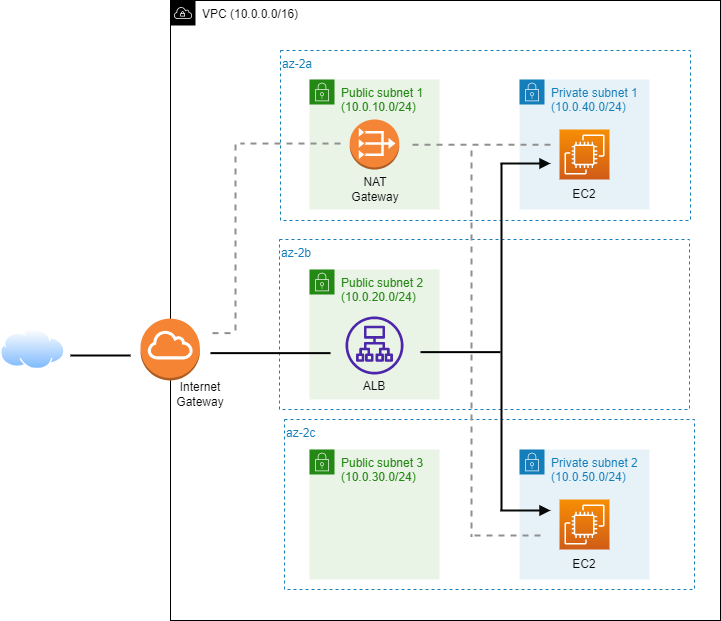 VPC (10.0.0.0/16)
az-2a
Public subnet 1
(10.0.10.0/24)
NAT
Gateway
Private subnet 1
(10.0.40.0/24)
EC2
az-2b
Public subnet 2
(10.0.20.0/24)
ALB
Internet
Gateway
az-2c
Public subnet 3
(10.0.30.0/24)
Private subnet 2
(10.0.50.0/24)
EC2